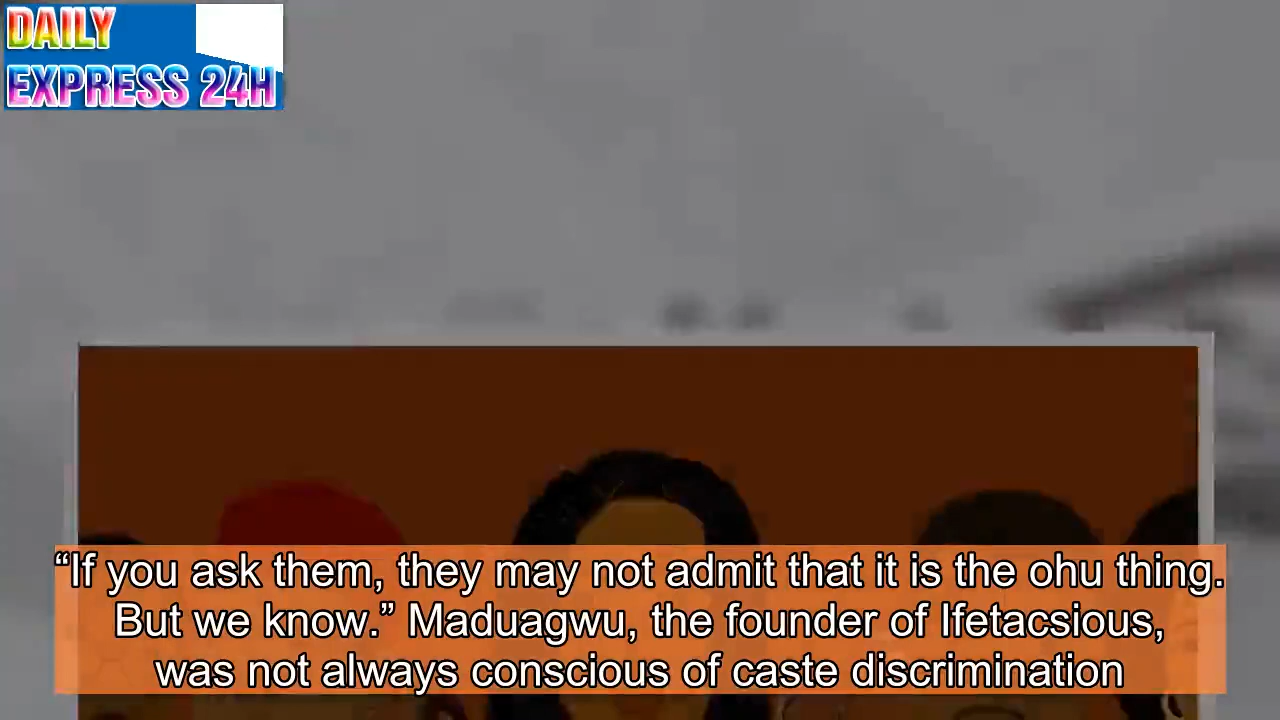 DAILY
EXPRESS 24H
“If you ask them, they may not admit that it is the ohu thing.
But we know.” Maduagwu, the founder of Ifetacsious,
was not always conscious of caste discrimination